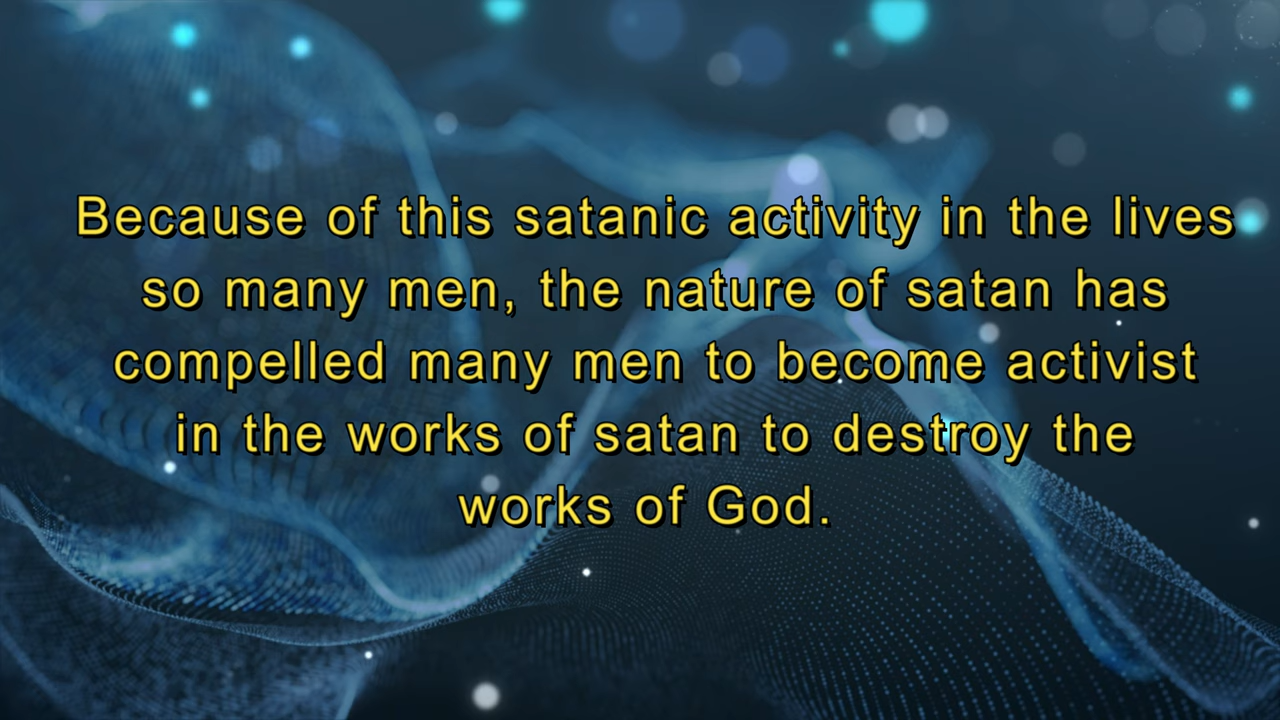 Because of this satanic activity in the lives
so many men, the nature of satan has
compelled many men to become activist
in the works of satan to destroy the
works of God.